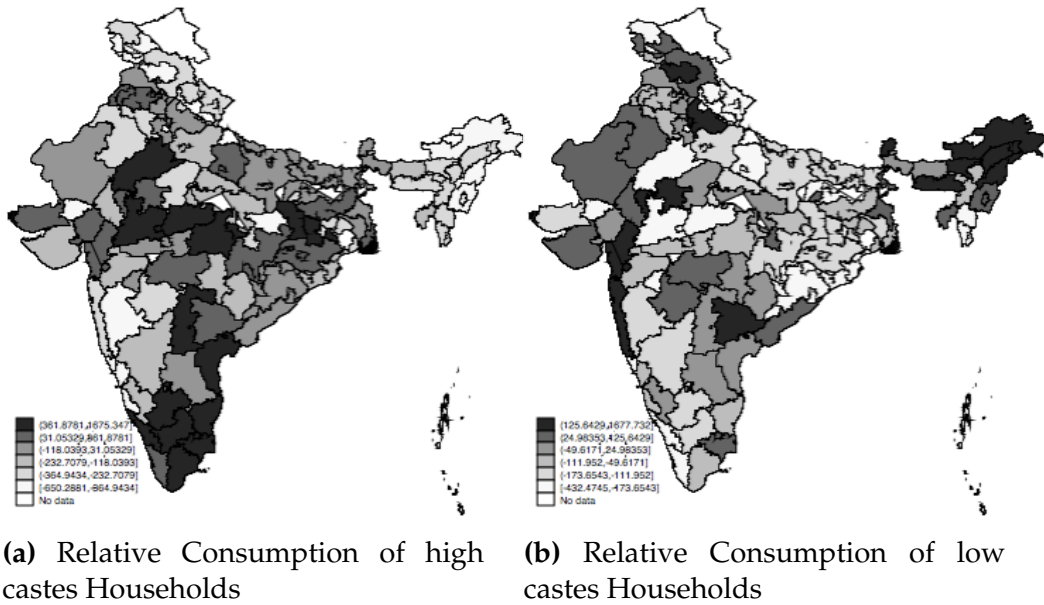 (361.8781,1675.347]
(31.05329,361.8781]
(-118.0393,31.05329]
(-232.7079,-118.0393]
(-364.9434,-232.7079]
[-650.2881,-364.9434]
No data
(125.6429,1677.732]
(24.98353,125.6429]
(-49.6171,24.98353]
(-111.952,-49.6171]
(-173.6543,-111.952]
[-432.4745,-173.6543]
No data
(a) Relative Consumption of high
castes Households
(b) Relative Consumption of low
castes Households